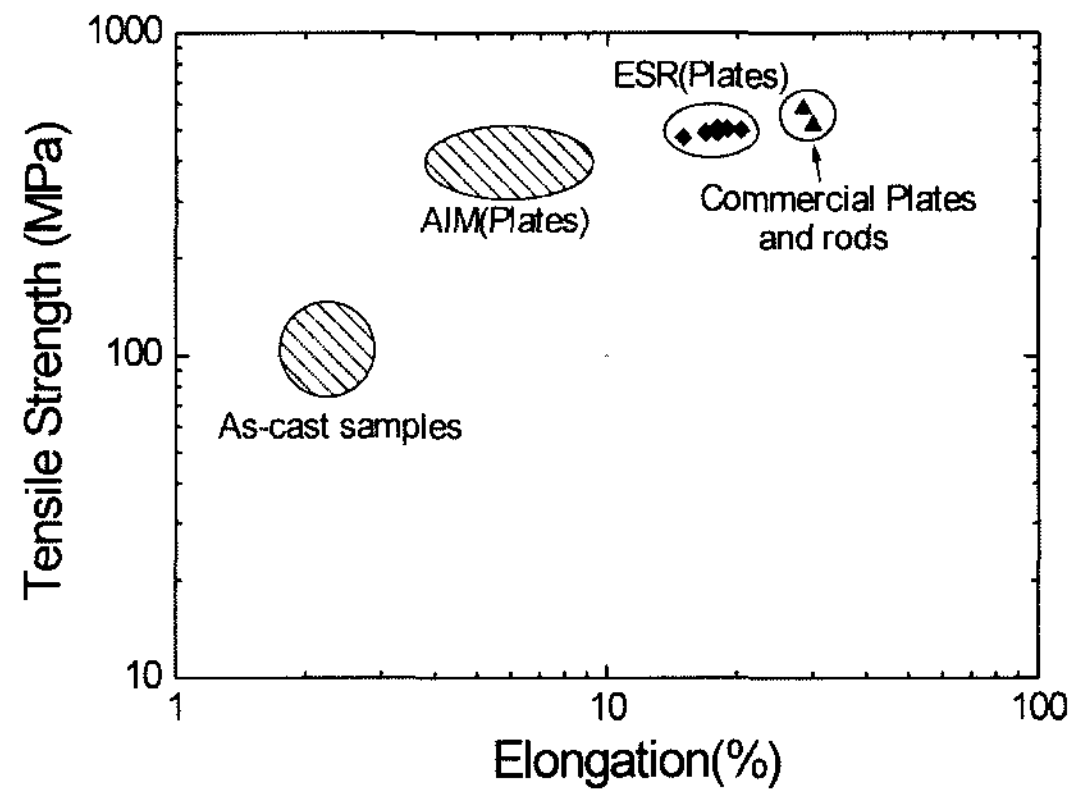 1000
ESR(Plates)
Commercial Plates
and rods
AIM(Plates)
100
As-cast samples
10
1
10
100
Tensile Strength (MPa)
Elongation(%)